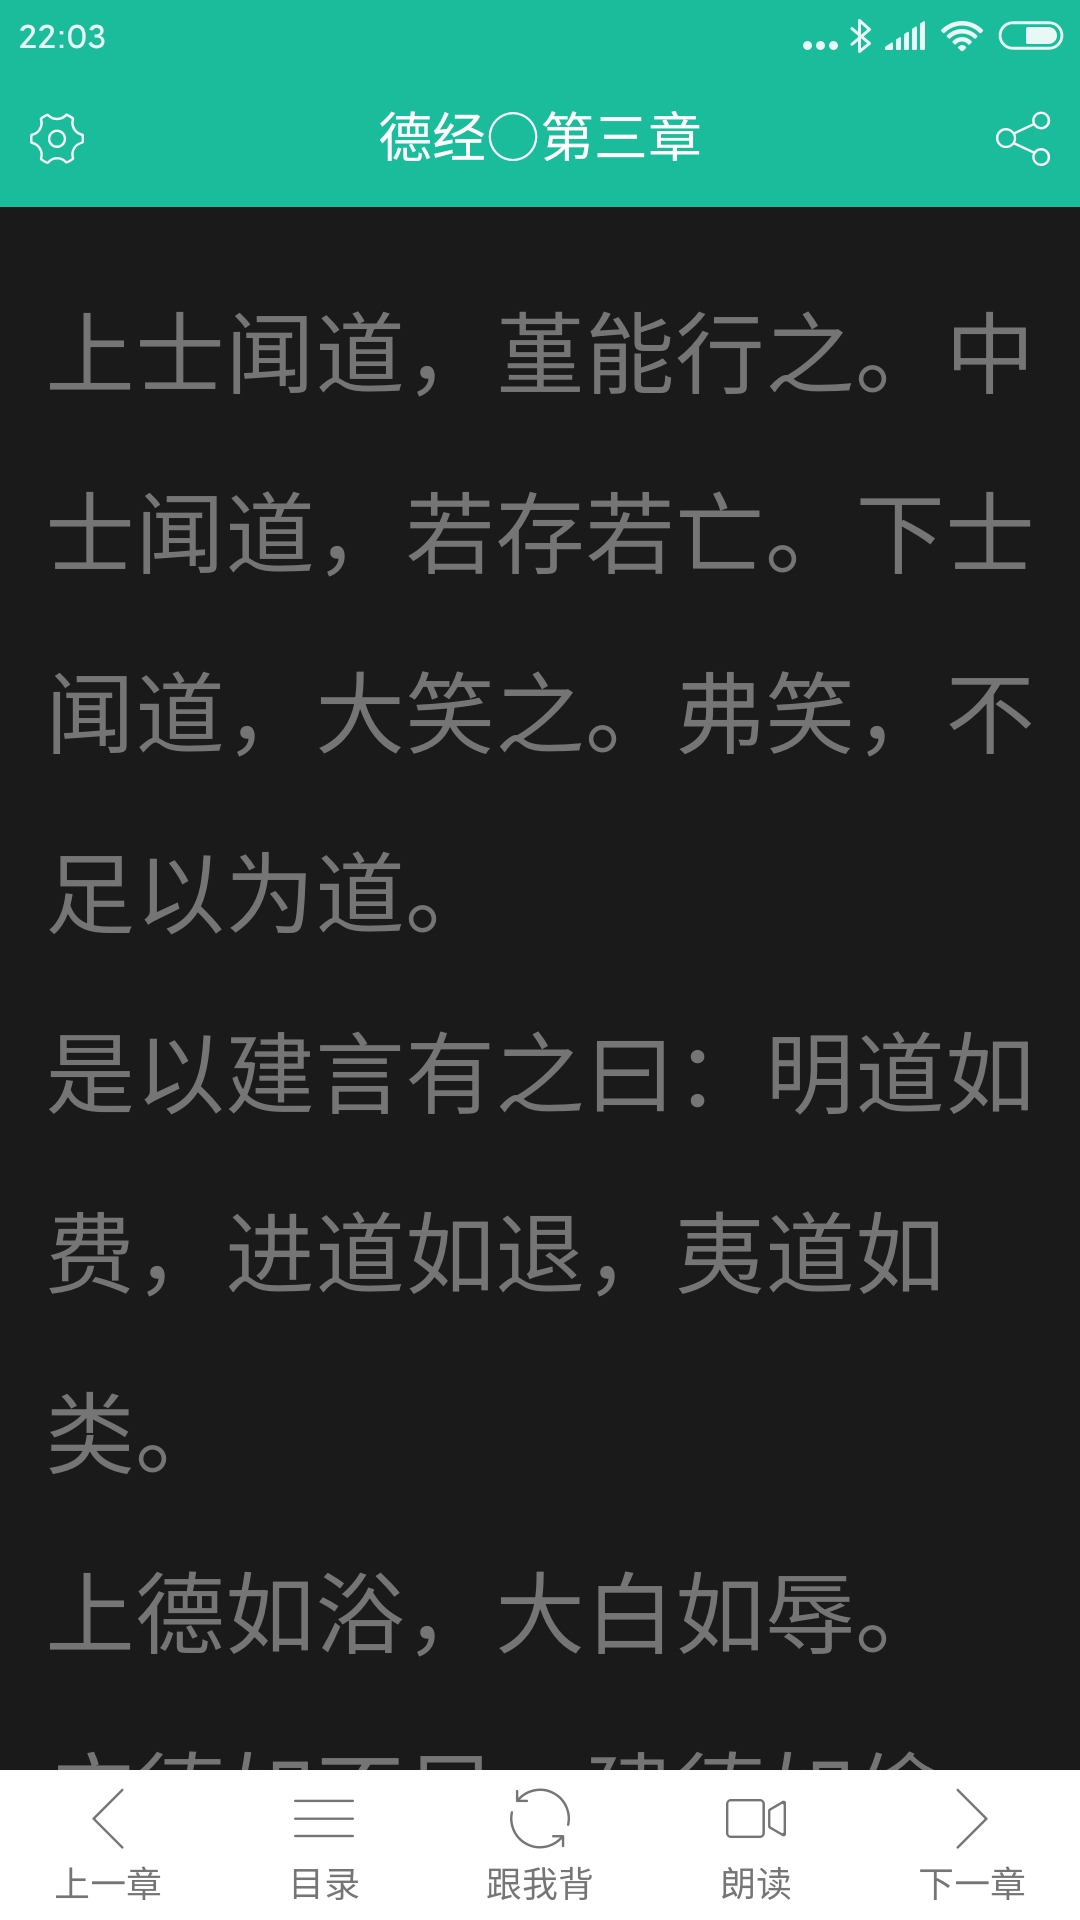 22:03
德经〇第三章
上士闻道，堇能行之。中
士闻道，若存若亡。下士
闻道，大笑之。弗笑，不
足以为道。
是以建言有之曰：明道如
费，进道如退，夷道如
类。
上德如浴，大白如辱。
上一章 目录 跟我背 朗读 下一章